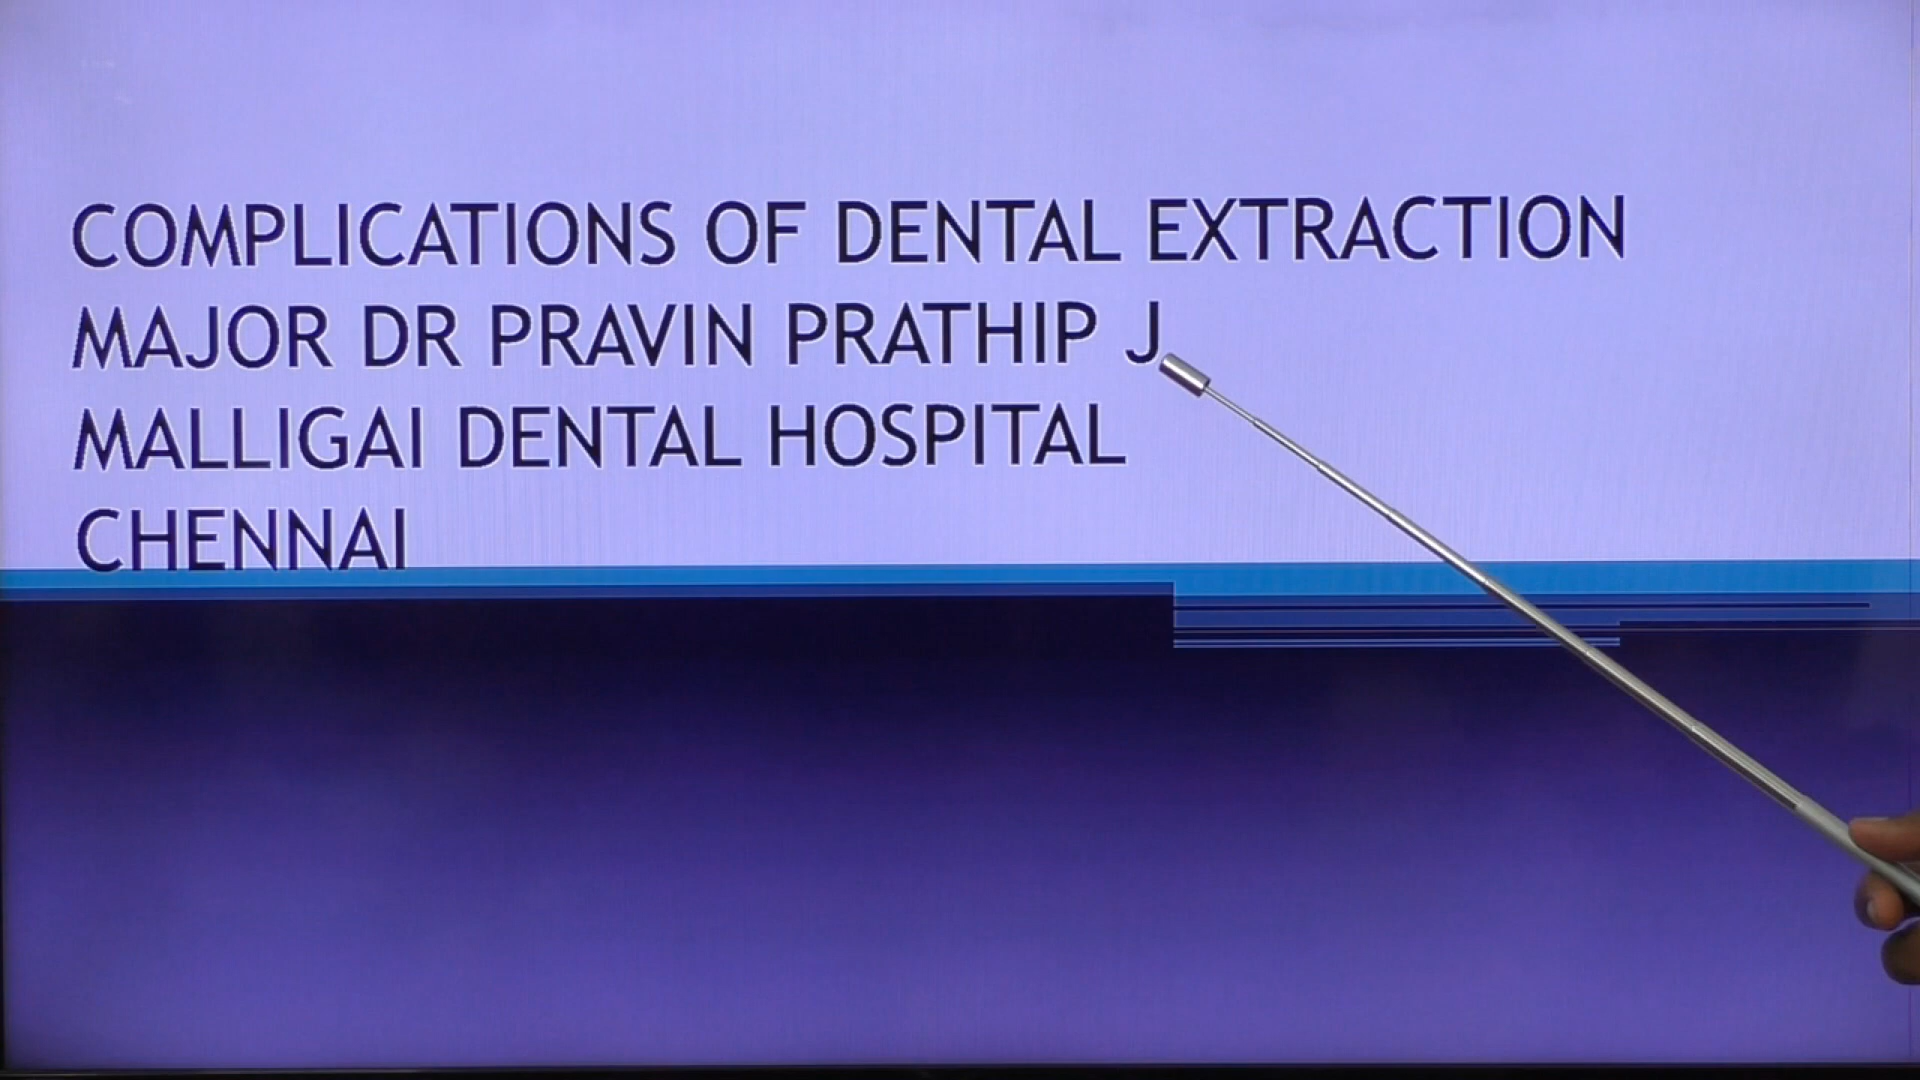 COMPLICATIONS OF DENTAL EXTRACTION
MAJOR DR PRAVIN PRATHIP J
MALLIGAI DENTAL HOSPITAL
CHENNAI